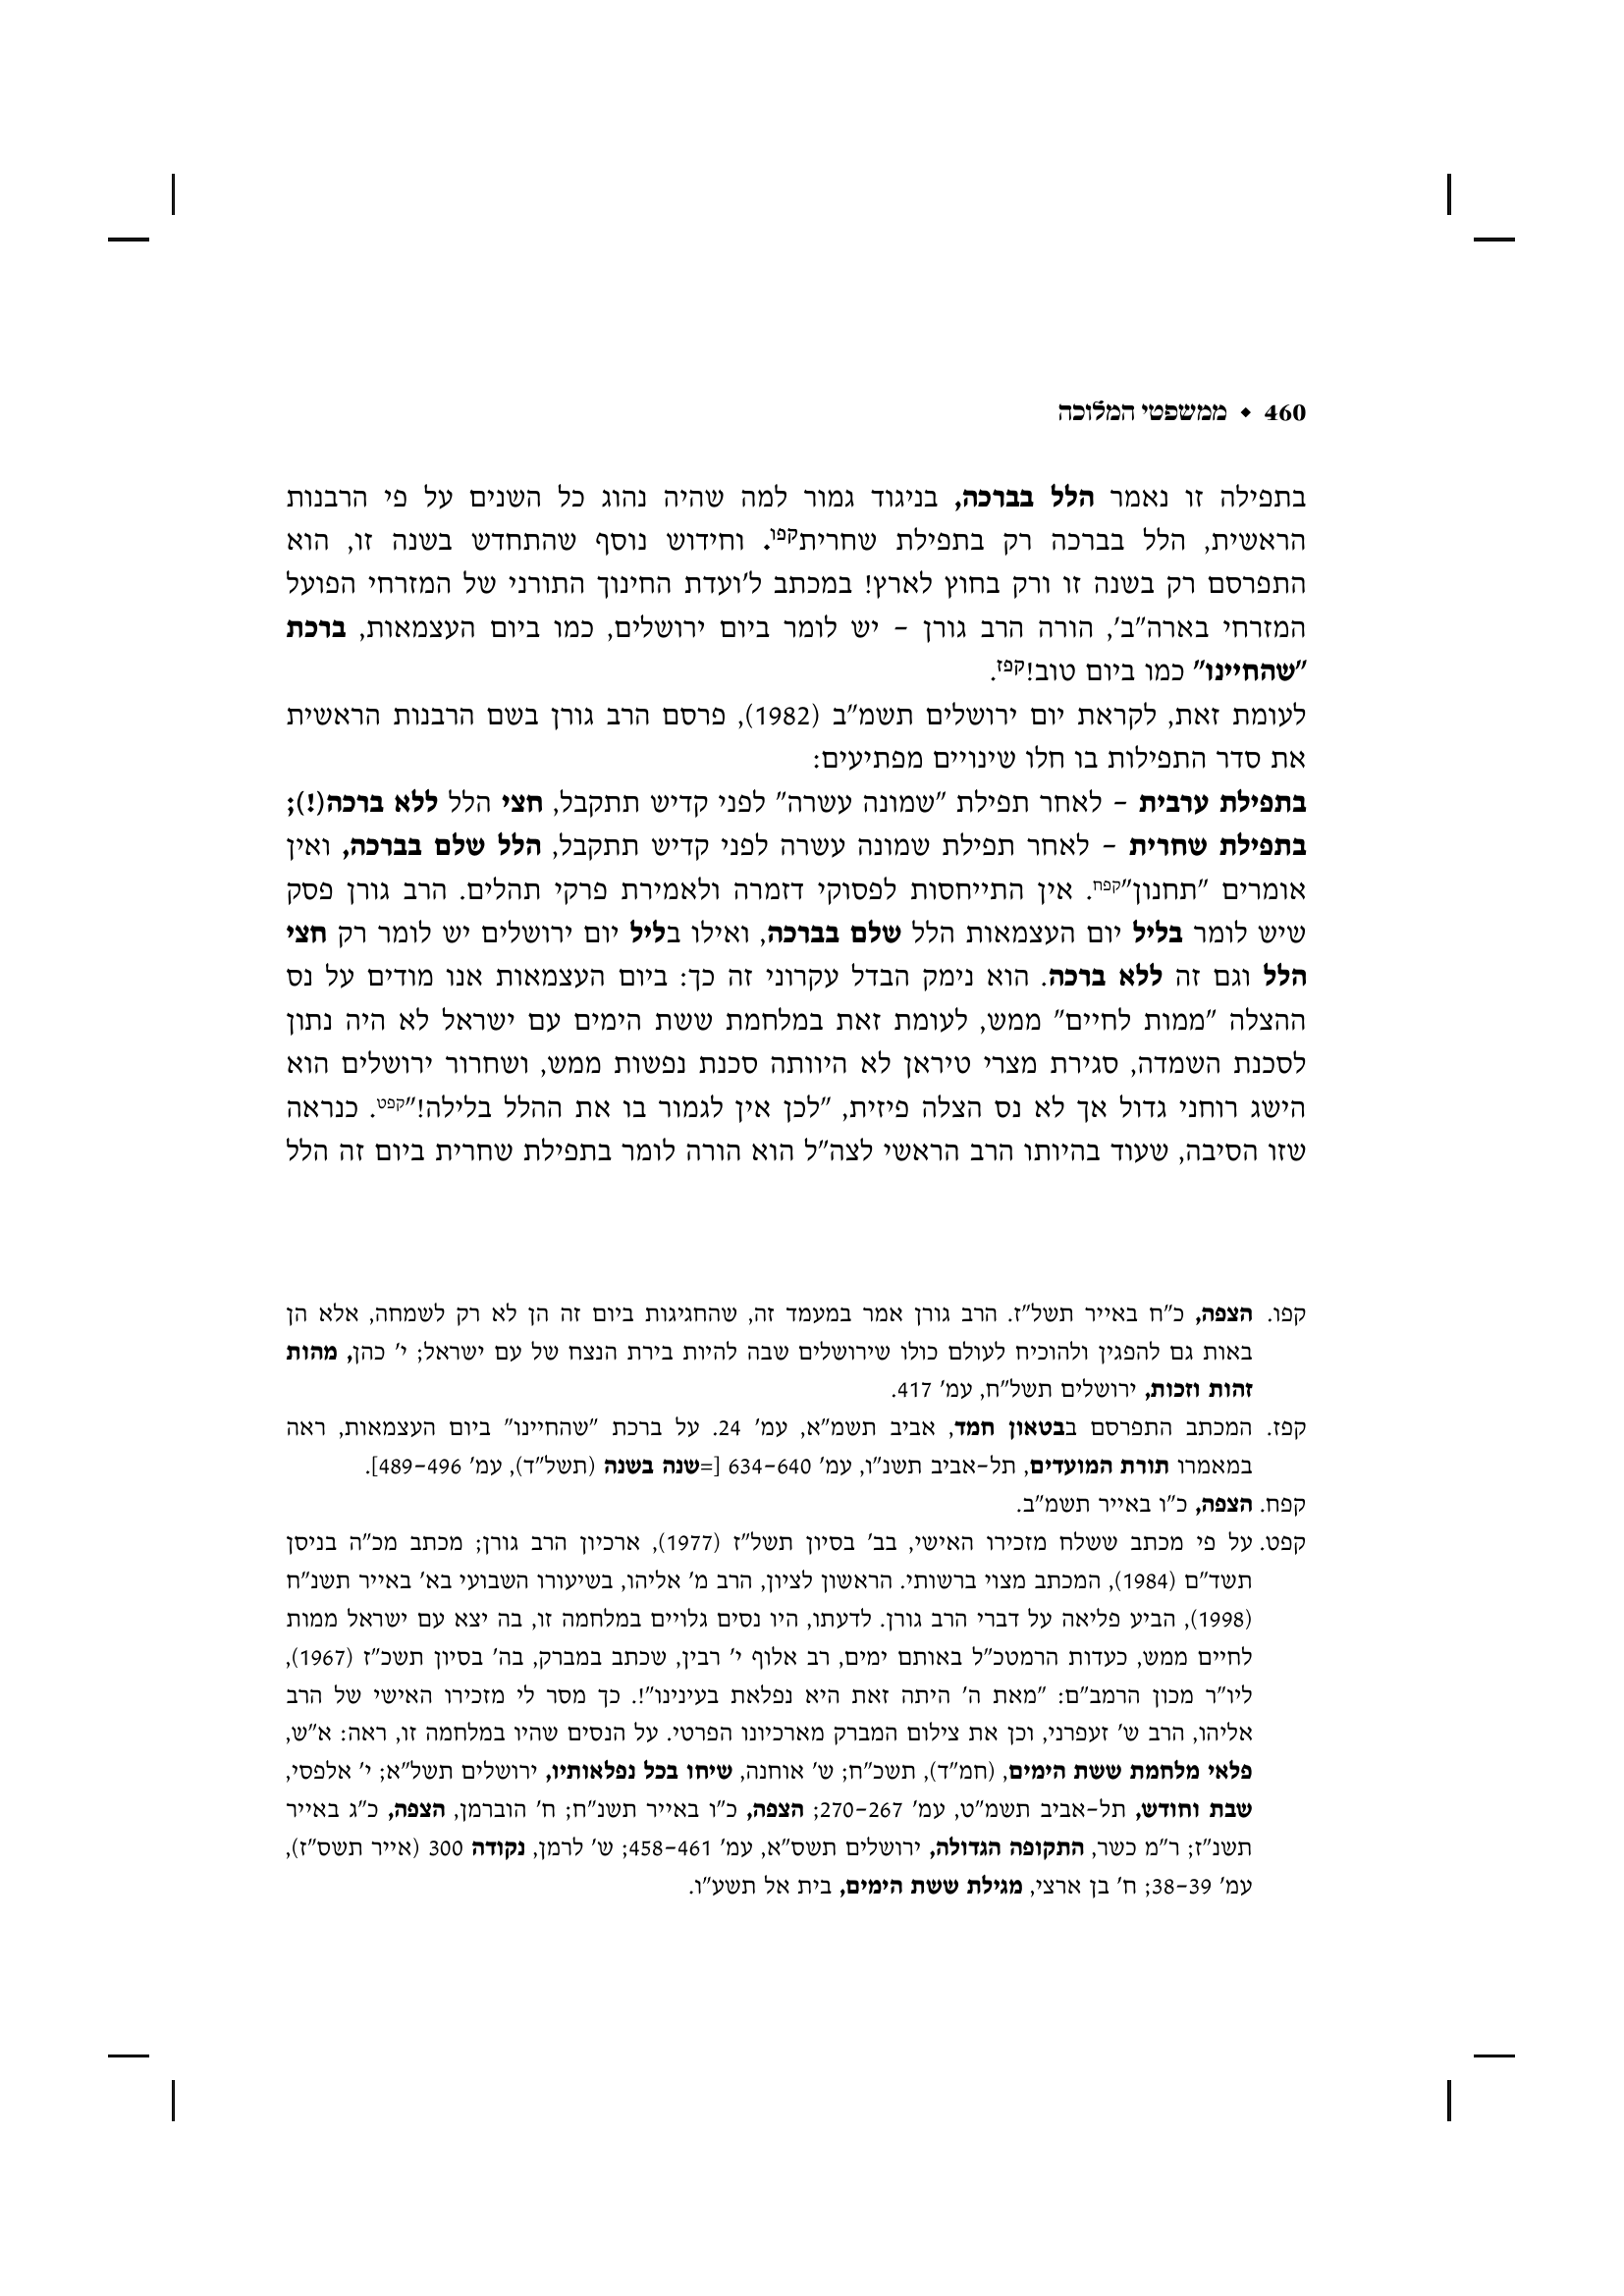 460 ◆ ממשפטי המלוכה
בתפילה זו נאמר הלל בברכה, בניגוד גמור למה שהיה נהוג כל השנים על פי הרבנות
הראשית, הלל בברכה רק בתפילת שחריתקפו. וחידוש נוסף שהתחדש בשנה זו, הוא
התפרסם רק בשנה זו ורק בחוץ לארץ! במכתב ל'ועדת החינוך התורני של המזרחי הפועל
המזרחי בארה"ב', הורה הרב גורן – יש לומר ביום ירושלים, כמו ביום העצמאות, ברכת
"שהחיינו" כמו ביום טוב!קפז.
לעומת זאת, לקראת יום ירושלים תשמ"ב (1982), פרסם הרב גורן בשם הרבנות הראשית
את סדר התפילות בו חלו שינויים מפתיעים:
בתפילת ערבית – לאחר תפילת "שמונה עשרה" לפני קדיש תתקבל, חצי הלל ללא ברכה(!);
בתפילת שחרית – לאחר תפילת שמונה עשרה לפני קדיש תתקבל, הלל שלם בברכה, ואין
אומרים "תחנון"קפח. אין התייחסות לפסוקי דזמרה ולאמירת פרקי תהלים. הרב גורן פסק
שיש לומר בליל יום העצמאות הלל שלם בברכה, ואילו בליל יום ירושלים יש לומר רק חצי
הלל וגם זה ללא ברכה. הוא נימק הבדל עקרוני זה כך: ביום העצמאות אנו מודים על נס
ההצלה "ממות לחיים" ממש, לעומת זאת במלחמת ששת הימים עם ישראל לא היה נתון
לסכנת השמדה, סגירת מצרי טיראן לא היוותה סכנת נפשות ממש, ושחרור ירושלים הוא
הישג רוחני גדול אך לא נס הצלה פיזית, "לכן אין לגמור בו את ההלל בלילה!"קפט. כנראה
שזו הסיבה, שעוד בהיותו הרב הראשי לצה"ל הוא הורה לומר בתפילת שחרית ביום זה הלל
קפו. הצפה, כ"ח באייר תשל"ז. הרב גורן אמר במעמד זה, שהחגיגות ביום זה הן לא רק לשמחה, אלא הן
באות גם להפגין ולהוכיח לעולם כולו שירושלים שבה להיות בירת הנצח של עם ישראל; י' כהן, מהות
זהות וזכות, ירושלים תשל"ח, עמ' 417.
קפז. המכתב התפרסם בבטאון חמד, אביב תשמ"א, עמ' 24. על ברכת "שהחיינו" ביום העצמאות, ראה
במאמרו תורת המועדים, תל–אביב תשנ"ו, עמ' 634–640 [=שנה בשנה (תשל"ד), עמ' 489–496].
קפח. הצפה, כ"ו באייר תשמ"ב.
קפט. על פי מכתב ששלח מזכירו האישי, בב' בסיון תשל"ז (1977), ארכיון הרב גורן; מכתב מכ"ה בניסן
תשד"ם (1984), המכתב מצוי ברשותי. הראשון לציון, הרב מ' אליהו, בשיעורו השבועי בא' באייר תשנ"ח
(1998), הביע פליאה על דברי הרב גורן. לדעתו, היו נסים גלויים במלחמה זו, בה יצא עם ישראל ממות
לחיים ממש, כעדות הרמטכ"ל באותם ימים, רב אלוף י' רבין, שכתב במברק, בה' בסיון תשכ"ז (1967),
ליו"ר מכון הרמב"ם: "מאת ה' היתה זאת היא נפלאת בעינינו"!. כך מסר לי מזכירו האישי של הרב
אליהו, הרב ש' זעפרני, וכן את צילום המברק מארכיונו הפרטי. על הנסים שהיו במלחמה זו, ראה: א"ש,
פלאי מלחמת ששת הימים, (חמ"ד), תשכ"ח; ש' אוחנה, שיחו בכל נפלאותיו, ירושלים תשל"א; י' אלפסי,
שבת וחודש, תל–אביב תשמ"ט, עמ' 267–270; הצפה, כ"ו באייר תשנ"ח; ח' הוברמן, הצפה, כ"ג באייר
תשנ"ז; ר"מ כשר, התקופה הגדולה, ירושלים תשס"א, עמ' 458–461; ש' לרמן, נקודה 300 (אייר תשס"ז),
עמ' 38–39; ח' בן ארצי, מגילת ששת הימים, בית אל תשע"ו.